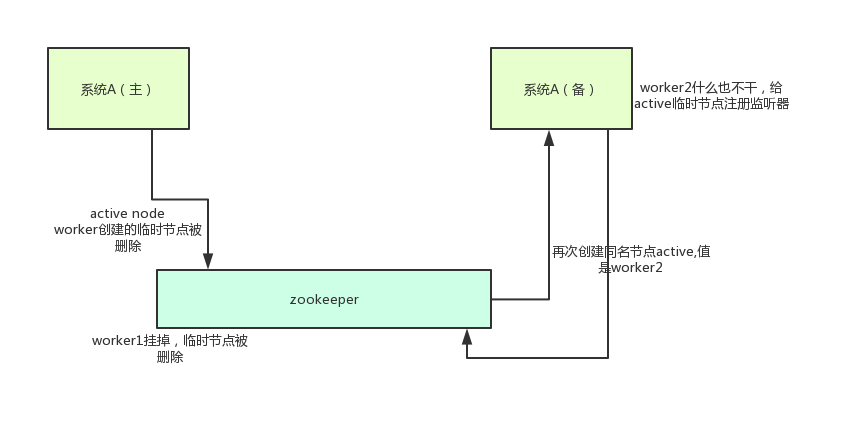 系统A（主）
系统A（备）
worker2什么也不干，给
active临时节点注册监听器
active node
worker创建的临时节点被
删除
再次创建同名节点active,值
是worker2
zookeeper
worker1挂掉，临时节点被
删除